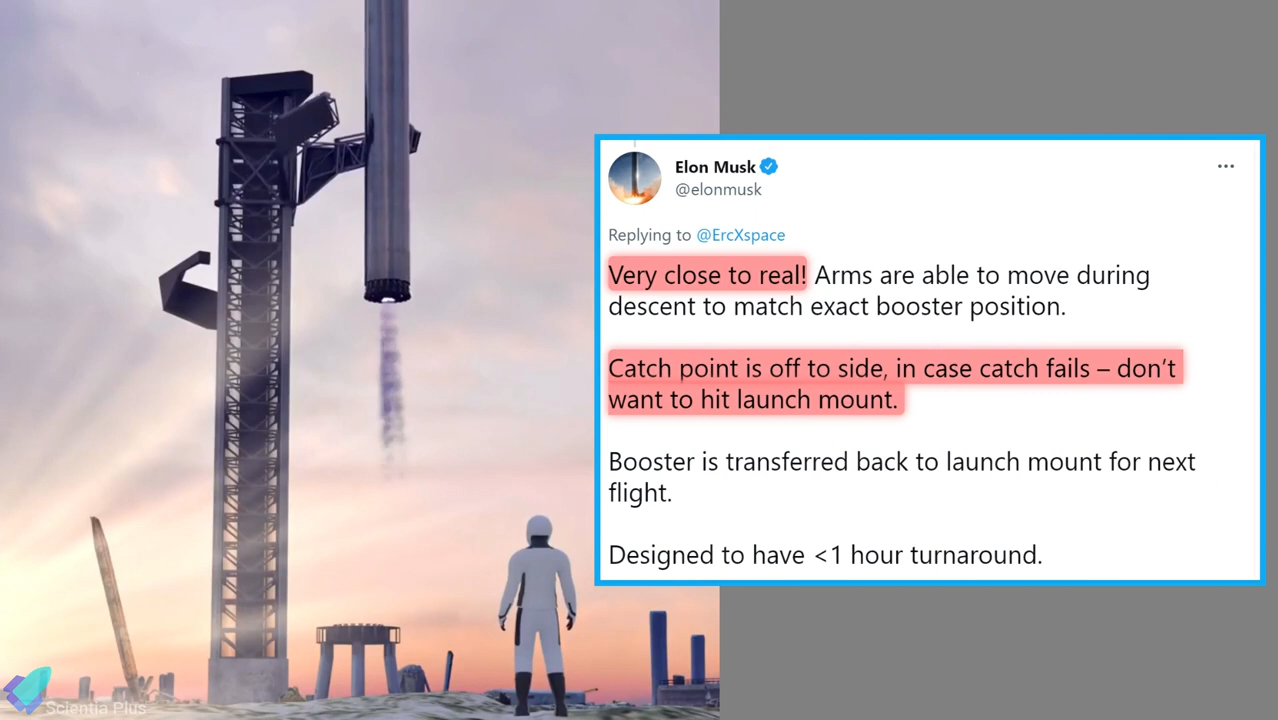 Elon Musk
@elonmusk
Replying to @ErcXspace
Very close to real! Arms are able to move during
descent to match exact booster position.
Catch point is off to side, in case catch fails – don’t
want to hit launch mount.
Booster is transferred back to launch mount for next
flight.
Designed to have <1 hour turnaround.
Scientia Plus